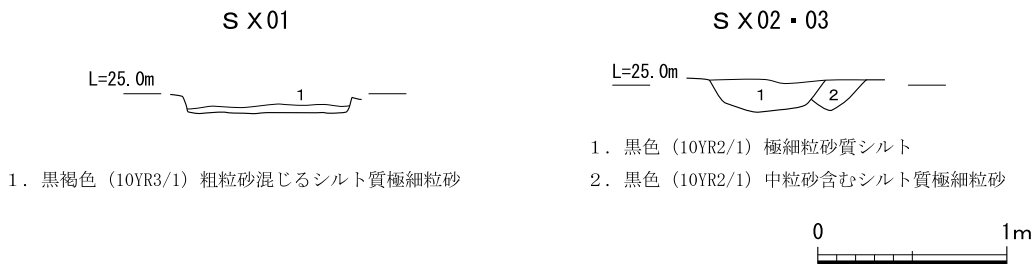 ＳＸ01
L=25.0m
1
1．黒褐色（10YR3/1）粗粒砂混じるシルト質極細粒砂
ＳＸ02・03
L=25.0m
1
2
1．黒色（10YR2/1）極細粒砂質シルト
2．黒色（10YR2/1）中粒砂含むシルト質極細粒砂
0 1m